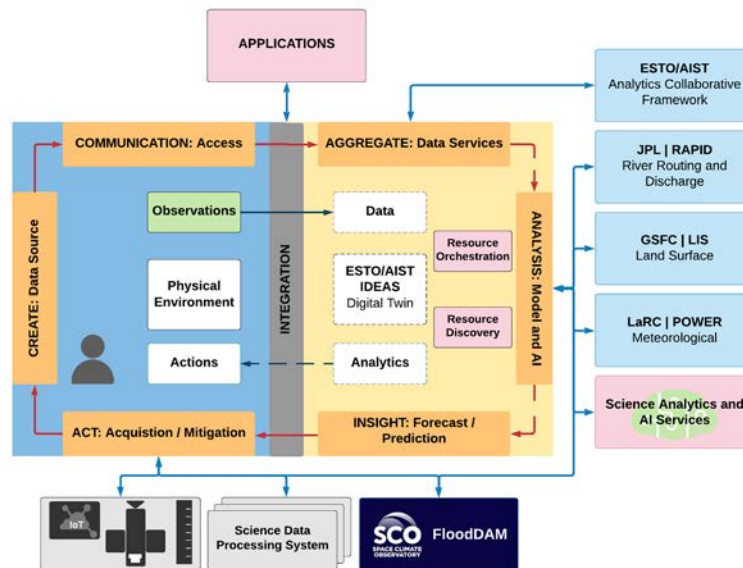 APPLICATIONS
ESTO/AIST
Analytics Collaborative
Framework
COMMUNICATION: Access
AGGREGATE: Data Services
JPL | RAPID
River Routing and
Discharge
CREATE: Data Source
Observations
INTEGRATION
Data
Resource
Orchestration
ANALYSIS: Model and AI
GSFC | LIS
Land Surface
Physical
Environment
ESTO/AIST
IDEAS
Digital Twin
Resource
Discovery
LaRC | POWER
Meteorological
Actions
Analytics
Science Analytics and
AI Services
ACT: Acquistion / Mitigation
INSIGHT: Forecast /
Prediction
IoT
Science Data
Processing System
SCO
SPACE CLIMATE
OBSERVATORY
FloodDAM